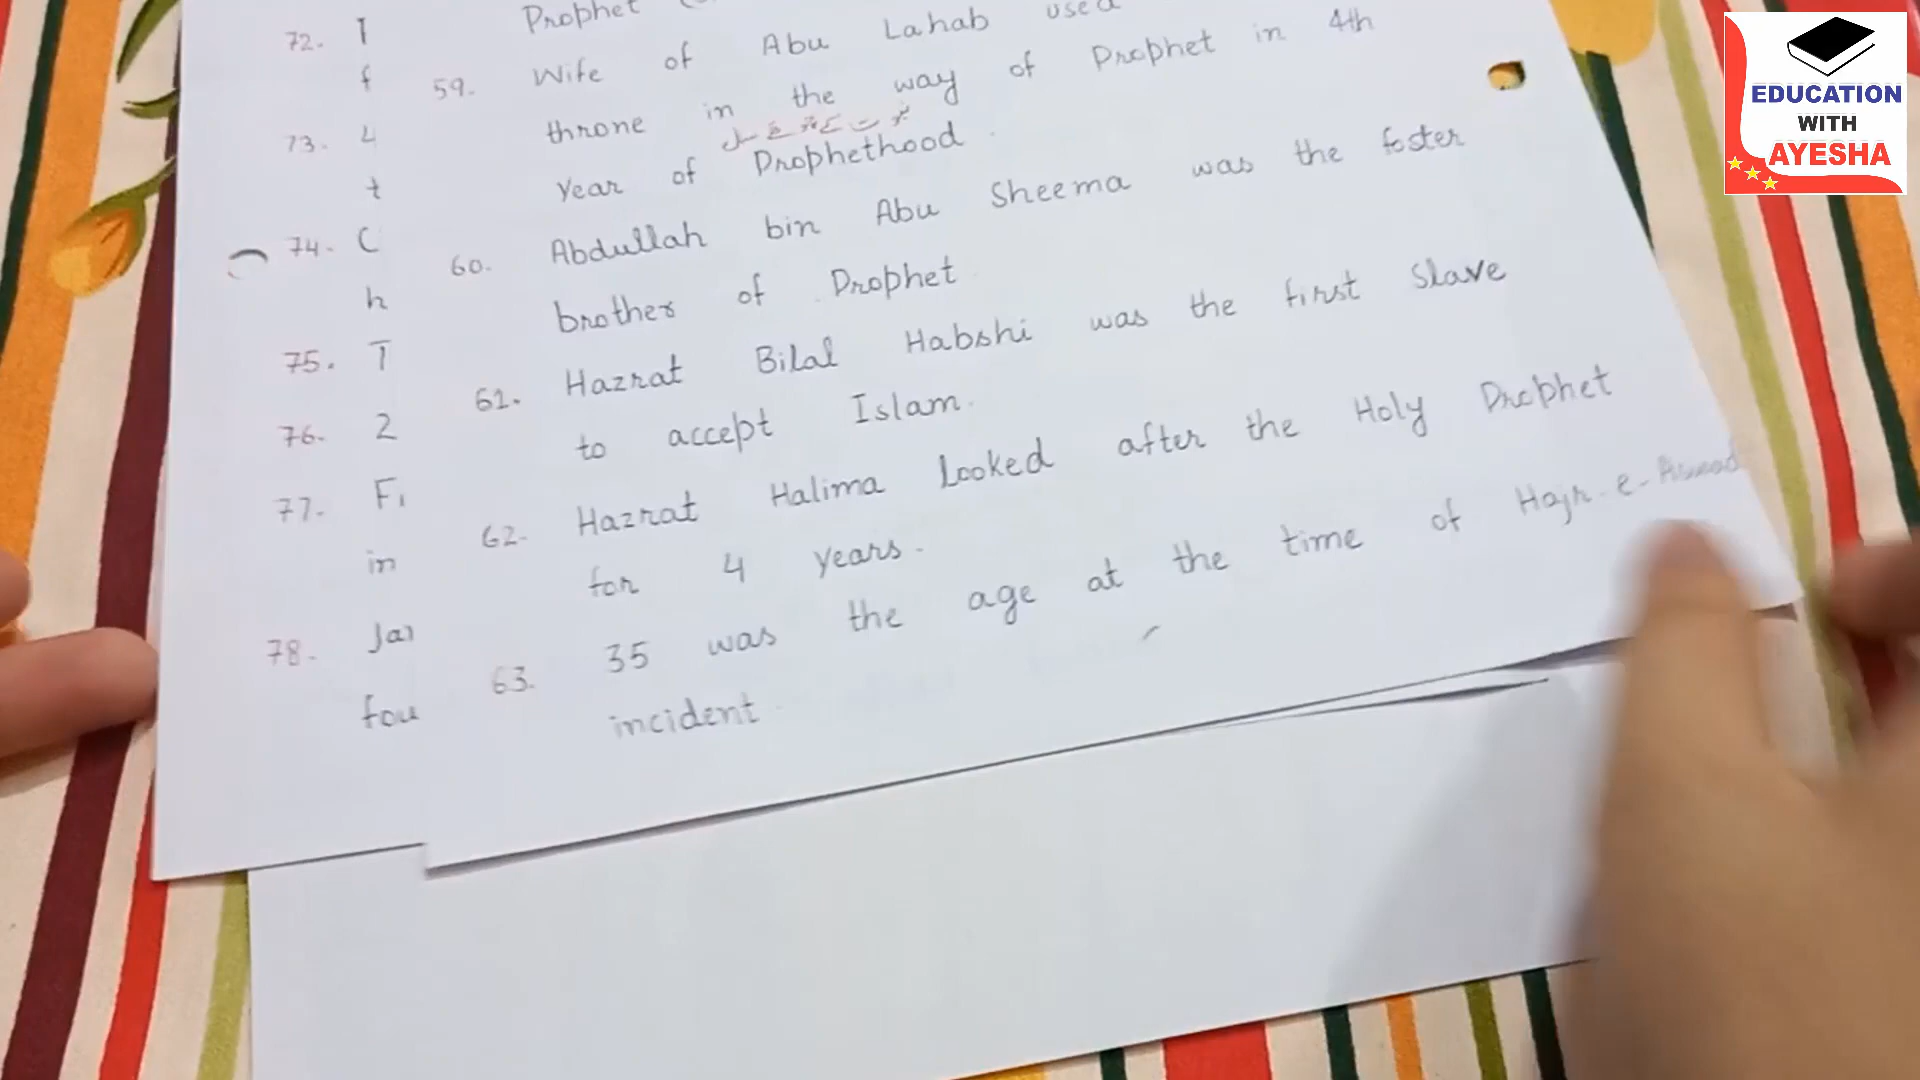 Prophet
59. Wife of Abu Lahab used
throne in the way of Prophet in 4th
year of Prophethood.
60. Abdullah bin Abu Sheema was the foster
brother of Prophet
61. Hazrat Bilal Habshi was the first slave
to accept Islam.
62. Hazrat Halima Looked after the Holy Prophet
for 4 years.
63. 35 was the age at the time of Hajr-e-Aswad
incident
72. T
f
73. 4
t
74. C
h
75. T
76. 2
77. Fi
in
78. Jai
fou
EDUCATION
WITH
AYESHA